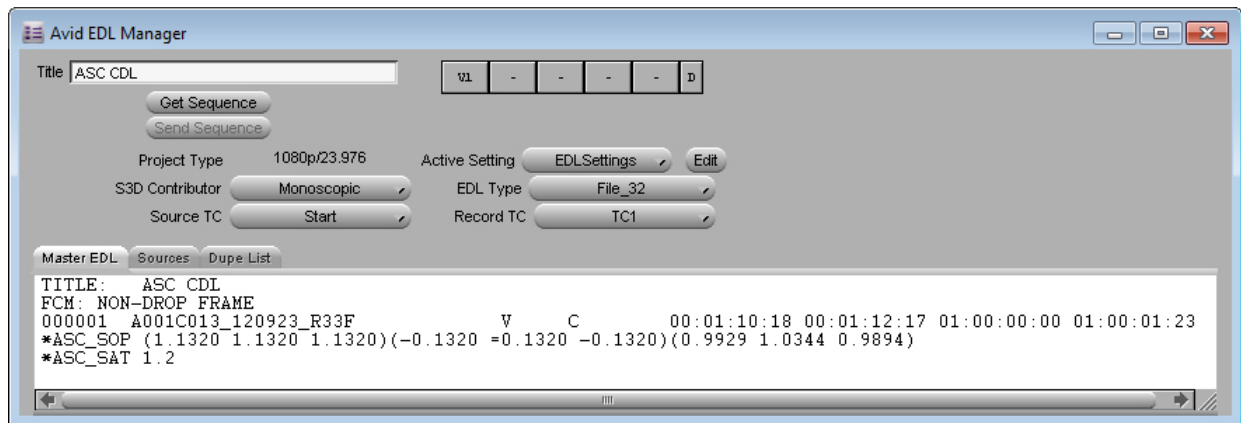 Avid EDL Manager
Title ASC CDL
V1 - - - - D
Get Sequence
Send Sequence
Project Type 1080p/23.976 Active Setting EDLSettings Edit
S3D Contributor Monoscopic EDL Type File_32
Source TC Start Record TC TC1
Master EDL Sources Dupe List
TITLE: ASC CDL
FCM: NON-DROP FRAME
000001 A001C013_120923_R33F V C 00:01:10:18 00:01:12:17 01:00:00:00 01:00:01:23
*ASC_SOP (1.1320 1.1320 1.1320)(-0.1320 =0.1320 -0.1320)(0.9929 1.0344 0.9894)
*ASC_SAT 1.2